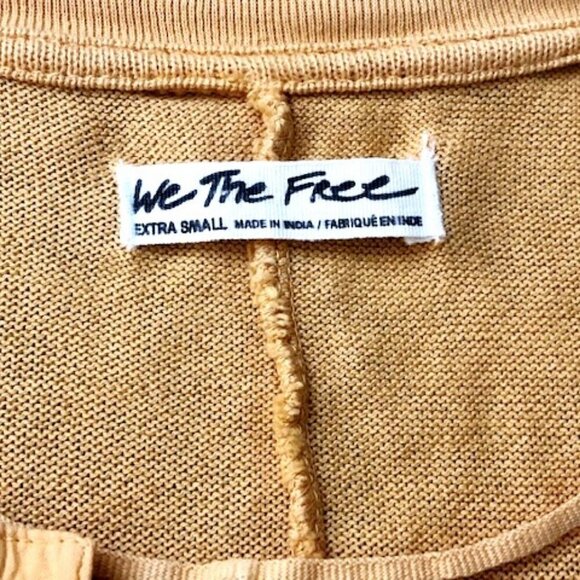 We The Free
EXTRA SMALL MADE IN INDIA / FABRIQUÉ EN INDE